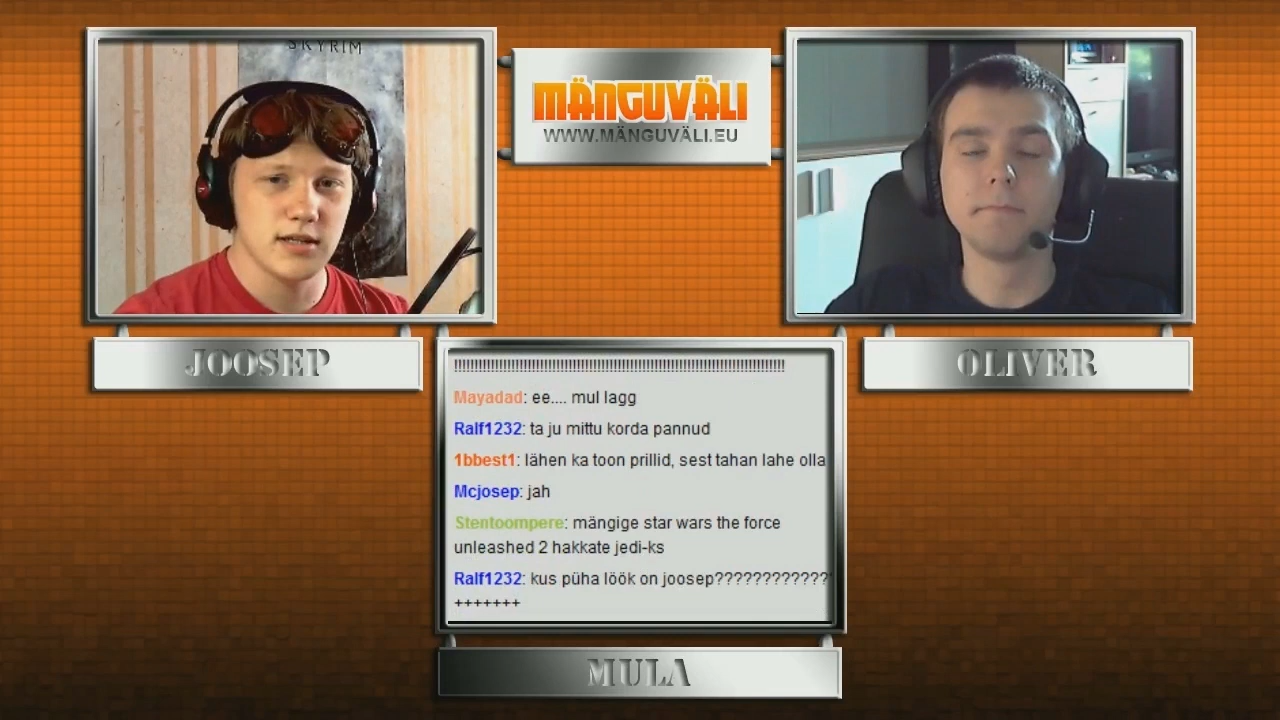 SKYRIM
MÄNGUVÄLI
WWW.MÄNGUVÄLI.EU
JOOSEP
OLIVER
!!!!!!!!!!!!!!!!!!!!!!!!!!!!!!!!!!!!!!!!!!!!!!!!!!!!!!!!!!!!!!!!!!!!!!!!!!!!!!!!!!!
Mayadad: ee.... mul lagg
Ralf1232: ta ju mittu korda pannud
1bbest1: lähen ka toon prillid, sest tahan lahe olla
Mcjosep: jah
Stentoompere: mängige star wars the force
unleashed 2 hakkate jedi-ks
Ralf1232: kus püha löök on joosep????????????
+++++++
MULA